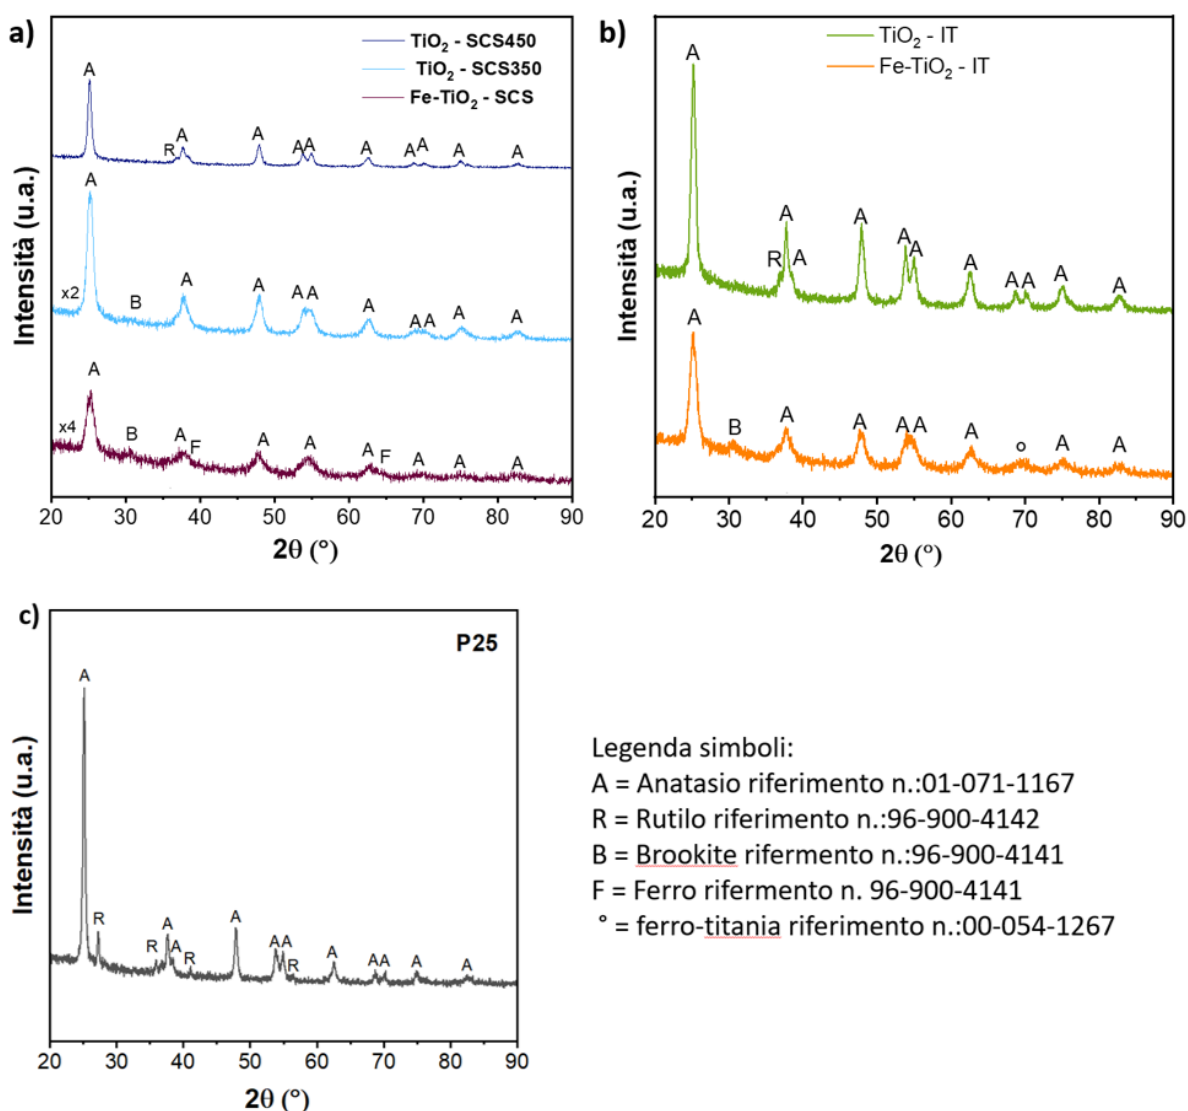 a)
TiO2 - SCS450
TiO2 - SCS350
Fe-TiO2 - SCS
A
R A A A A A A A A A
A
x2 B A A A A A A A A A
A
x4 B A F A A A F A A A
Intensità (u.a.)
20 30 40 50 60 70 80 90
2θ (°)
b)
TiO2 - IT
Fe-TiO2 - IT
A
R A A A A A A A A A A
A
B A A A A A ° A A
Intensità (u.a.)
20 30 40 50 60 70 80 90
2θ (°)
c)
P25
A
R R A A R A A A R A A A A A
Intensità (u.a.)
20 30 40 50 60 70 80 90
2θ (°)
Legenda simboli:
A = Anatasio riferimento n.:01-071-1167
R = Rutilo riferimento n.:96-900-4142
B = Brookite rifermento n.:96-900-4141
F = Ferro rifermento n. 96-900-4141
° = ferro-titania riferimento n.:00-054-1267